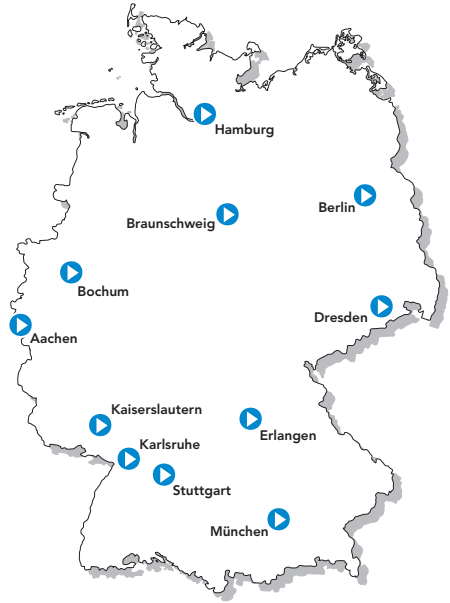 Hamburg
Berlin
Braunschweig
Bochum
Dresden
Aachen
Kaiserslautern
Erlangen
Karlsruhe
Stuttgart
München